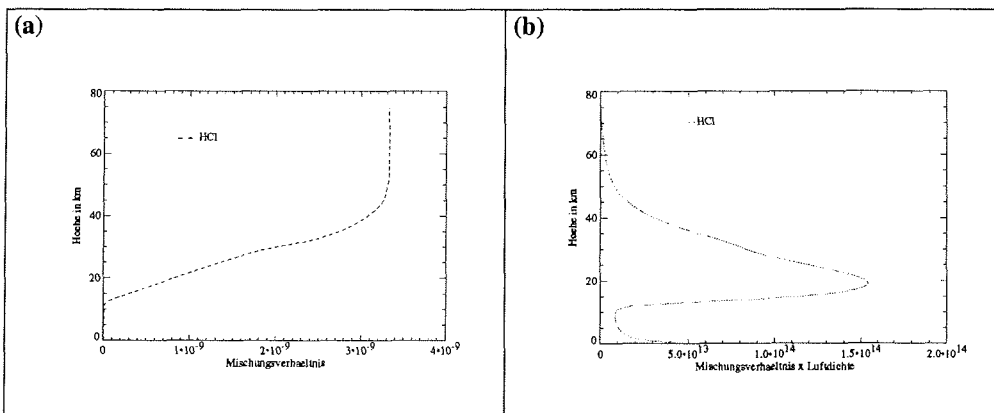 (a)
80
60
40
20
0
Hoehe in km
HCl
0
1•10⁻⁹
2•10⁻⁹
3•10⁻⁹
4•10⁻⁹
Mischungsverhaeltnis
(b)
80
60
40
20
0
Hoehe in km
HCl
0
5.0•10¹³
1.0•10¹⁴
1.5•10¹⁴
2.0•10¹⁴
Mischungsverhaeltnis x Luftdichte